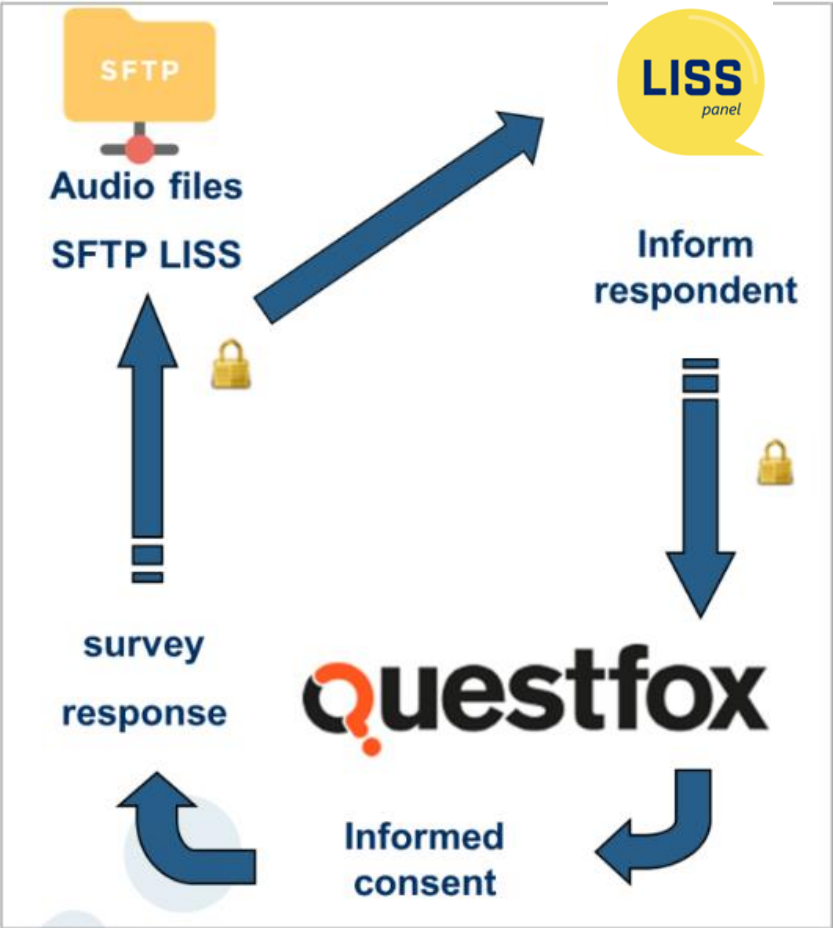 SFTP
Audio files
SFTP LISS
LISS
panel
Inform
respondent
Questfox
Informed
consent
survey
response